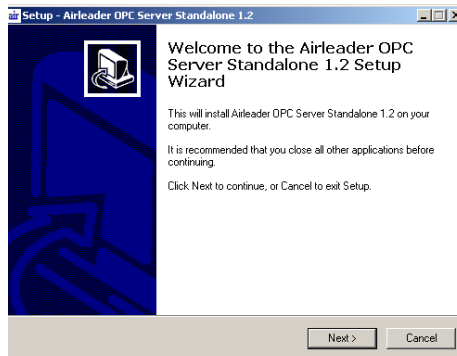 Setup - Airleader OPC Server Standalone 1.2
Welcome to the Airleader OPC
Server Standalone 1.2 Setup
Wizard
This will install Airleader OPC Server Standalone 1.2 on your
computer.
It is recommended that you close all other applications before
continuing.
Click Next to continue, or Cancel to exit Setup.
Next >
Cancel